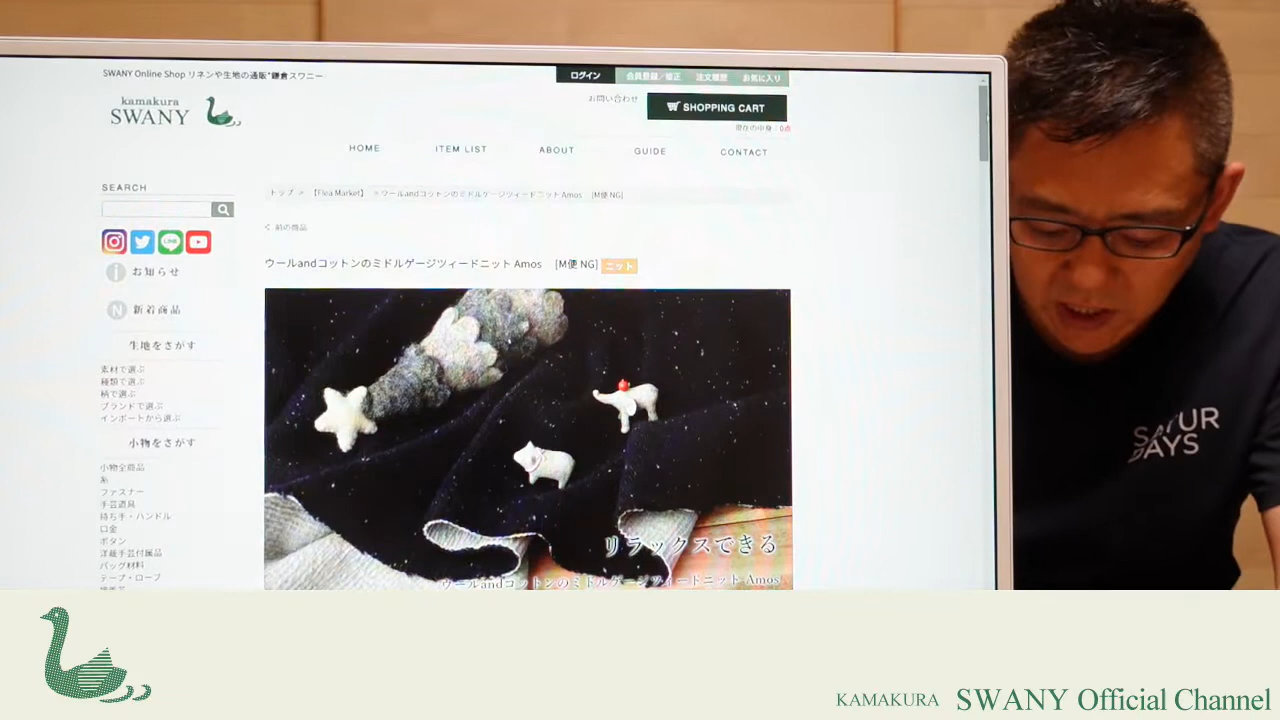 SWANY Online Shop リネンや生地の通販*鎌倉スワニー
ログイン 会員登録／修正 注文履歴 お気に入り
kamakura
SWANY
お問い合わせ
SHOPPING CART
現在の中身：0点
HOME ITEM LIST ABOUT GUIDE CONTACT
SEARCH
トップ > 【Flea Market】 > ウールandコットンのミドルゲージツィードニット Amos [M便 NG]
< 前の商品
LINE
お知らせ
ウールandコットンのミドルゲージツィードニット Amos [M便 NG] ニット
N 新着商品
生地をさがす
素材で選ぶ
種類で選ぶ
柄で選ぶ
ブランドで選ぶ
インポートから選ぶ
小物をさがす
小物全商品
糸
ファスナー
手芸道具
持ち手・ハンドル
口金
ボタン
洋裁手芸付属品
バッグ材料
テープ・ロープ
リラックスできる
ウールandコットンのミドルゲージツィードニット Amos
SATUR
DAYS
KAMAKURA SWANY Official Channel